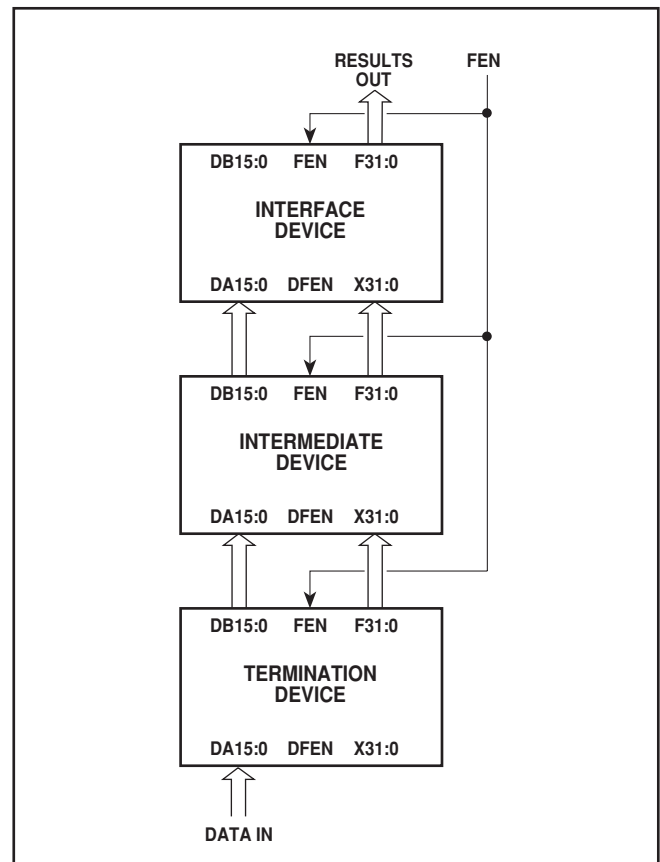 RESULTS
OUT
FEN
DB15:0 FEN F31:0
INTERFACE
DEVICE
DA15:0 DFEN X31:0
DB15:0 FEN F31:0
INTERMEDIATE
DEVICE
DA15:0 DFEN X31:0
DB15:0 FEN F31:0
TERMINATION
DEVICE
DA15:0 DFEN X31:0
DATA IN